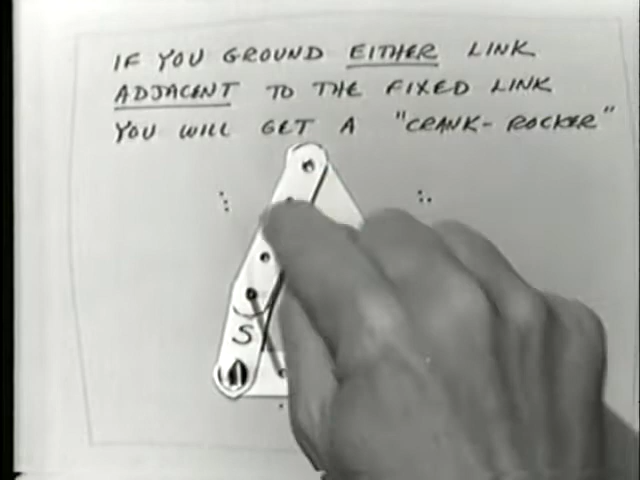 IF YOU GROUND EITHER LINK
ADJACENT TO THE FIXED LINK
YOU WILL GET A "CRANK-ROCKER"
S